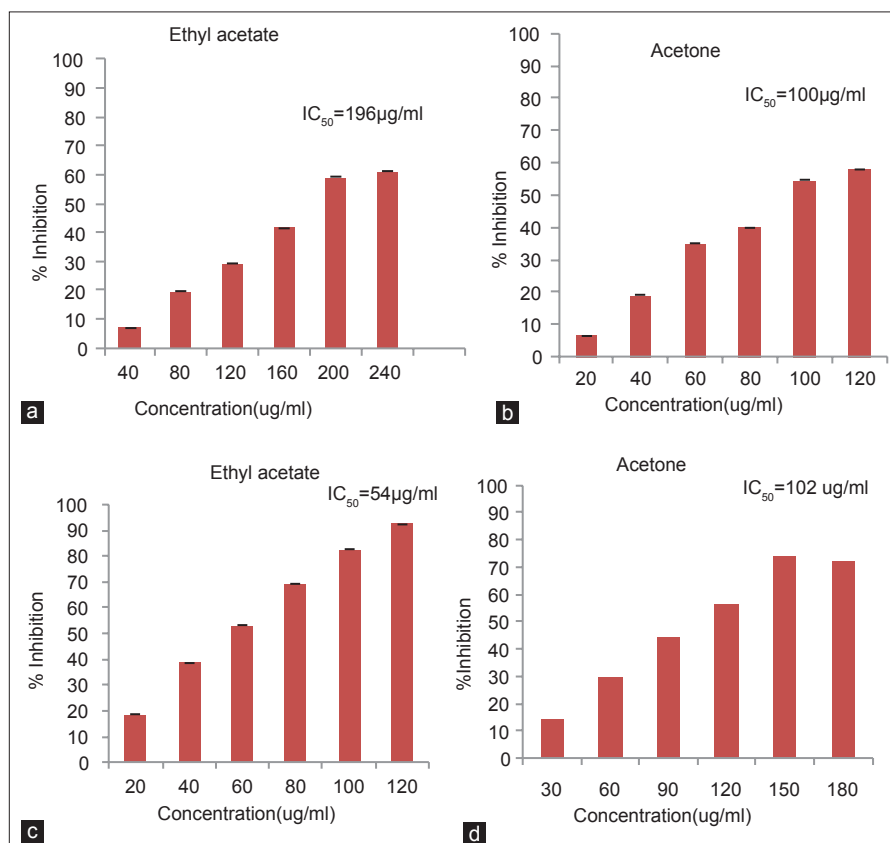 Ethyl acetate
100
90
80
70
60
50
40
30
20
10
0
% Inhibition
IC50=196µg/ml
40 80 120 160 200 240
Concentration(ug/ml)
a
Acetone
100
90
80
70
60
50
40
30
20
10
0
% Inhibition
IC50=100µg/ml
20 40 60 80 100 120
Concentration(ug/ml)
b
Ethyl acetate
IC50=54µg/ml
100
90
80
70
60
50
40
30
20
10
0
% Inhibition
20 40 60 80 100 120
Concentration(ug/ml)
c
Acetone
IC50=102 ug/ml
100
90
80
70
60
50
40
30
20
10
0
%Inhibition
30 60 90 120 150 180
Concentration(ug/ml)
d